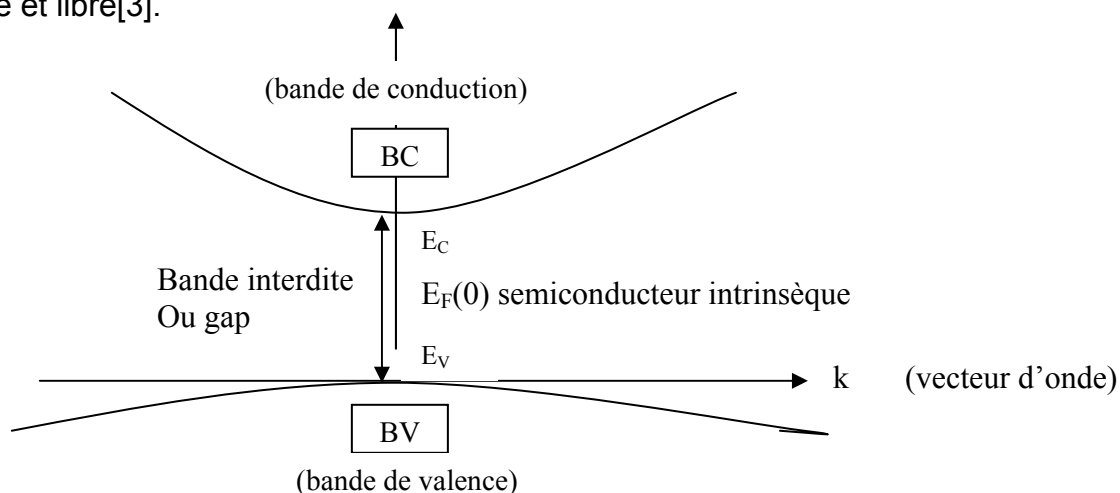 e et libre[3].
(bande de conduction)
BC
E_C
Bande interdite
Ou gap
E_F(0) semiconducteur intrinsèque
E_V
k (vecteur d'onde)
BV
(bande de valence)